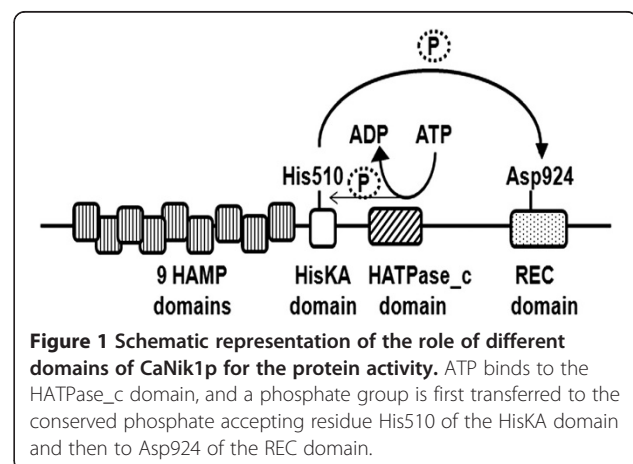 P
ADP ATP
His510 P Asp924
9 HAMP HisKA HATPase_c REC
domains domain domain domain
Figure 1 Schematic representation of the role of different
domains of CaNik1p for the protein activity. ATP binds to the
HATPase_c domain, and a phosphate group is first transferred to the
conserved phosphate accepting residue His510 of the HisKA domain
and then to Asp924 of the REC domain.